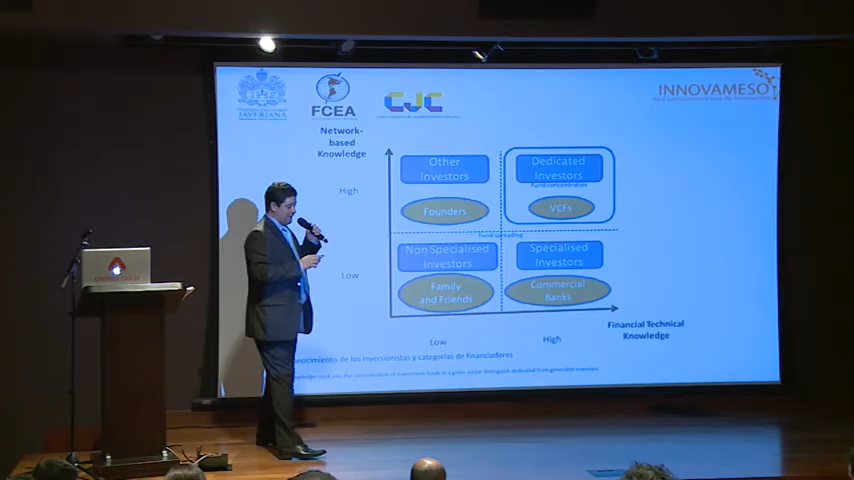 JAVERIANA
FCEA
CJC
INNOVAMESO
Network-
based
Knowledge
High
Low
Other
Investors
Founders
Dedicated
Investors
Fund concentration
VCFs
Fund spreading
Non Specialised
Investors
Family
and Friends
Specialised
Investors
Commercial
Banks
Low
High
Financial Technical
Knowledge
onocimiento de los inversionistas y categorías de financiadores